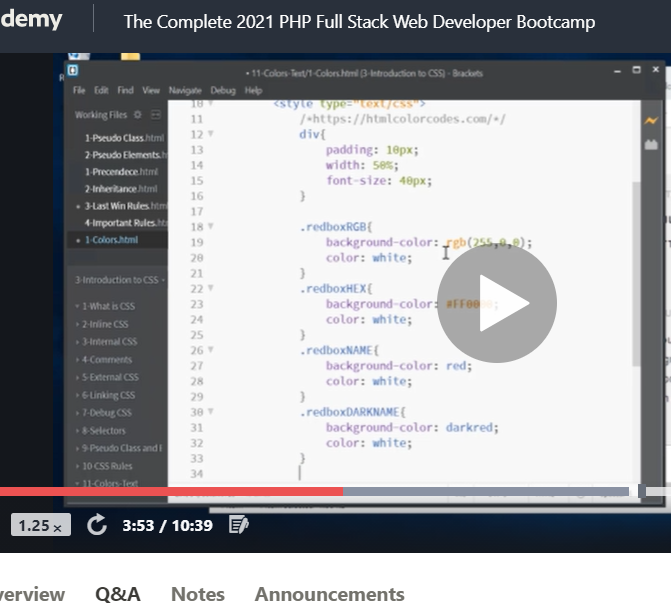 demy The Complete 2021 PHP Full Stack Web Developer Bootcamp
• 11-Colors-Text/1-Colors.html (3-Introduction to CSS) - Brackets
File Edit Find View Navigate Debug Help
Working Files
1-Pseudo Class.html
2-Pseudo Elements.h
1-Precendece.html
2-Inheritance.html
3-Last Win Rules.html
4-Important Rules.ht
1-Colors.html
3-Introduction to CSS
1-What is CSS
2-Inline CSS
3-Internal CSS
4-Comments
5-External CSS
6-Linking CSS
7-Debug CSS
8-Selectors
9-Pseudo Class and
10 CSS Rules
11-Colors-Text
10 <style type="text/css">
11 /*https://htmlcolorcodes.com/*/
12 div{
13 padding: 10px;
14 width: 50%;
15 font-size: 40px;
16 }
17
18 .redboxRGB{
19 background-color: rgb(255,0,0);
20 color: white;
21 }
22 .redboxHEX{
23 background-color: #FF0000;
24 color: white;
25 }
26 .redboxNAME{
27 background-color: red;
28 color: white;
29 }
30 .redboxDARKNAME{
31 background-color: darkred;
32 color: white;
33 }
34
1.25 x 3:53 / 10:39
verview Q&A Notes Announcements